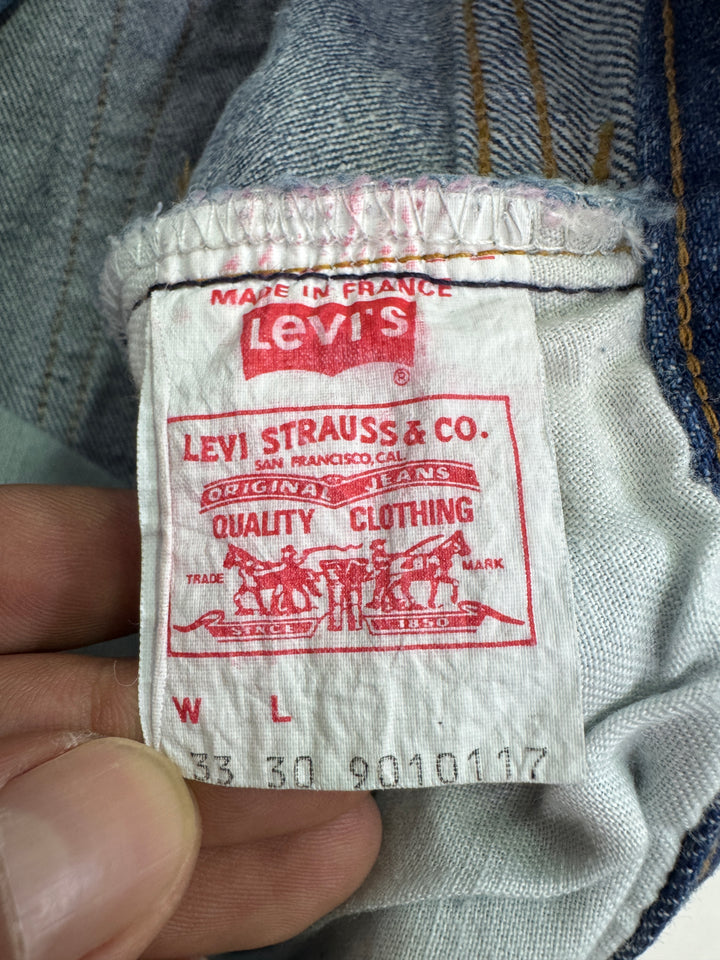 MADE IN FRANCE
LEVI'S
®
LEVI STRAUSS & CO.
SAN FRANCISCO, CAL.
ORIGINAL JEANS
QUALITY CLOTHING
TRADE MARK
SINCE 1850
W L
33 30 9010117